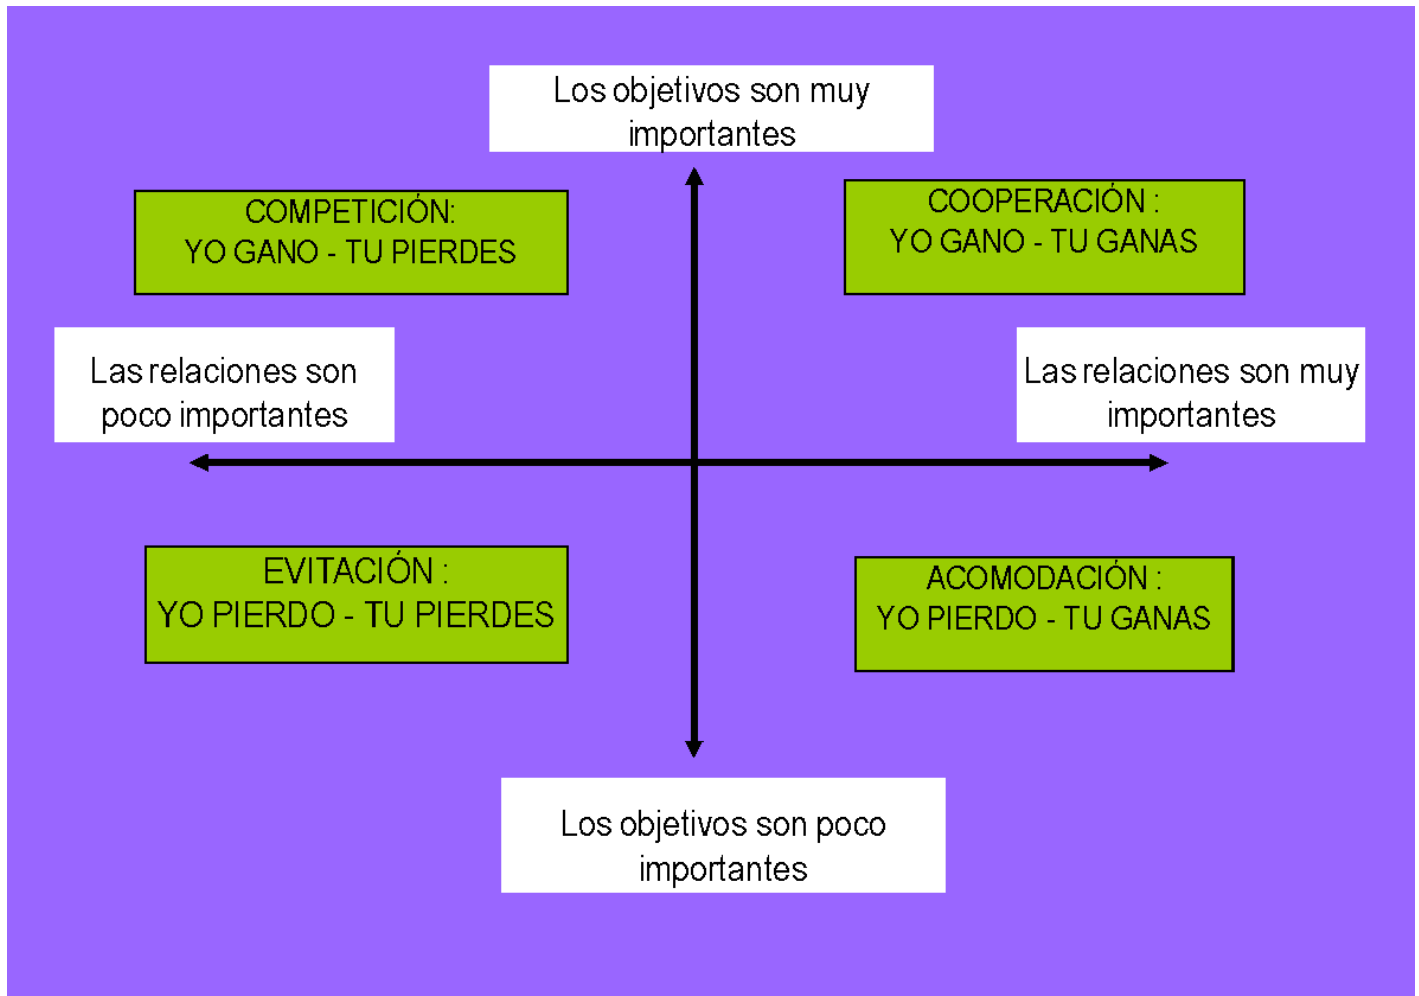 Los objetivos son muy
importantes
COMPETICIÓN:
YO GANO - TU PIERDES
COOPERACIÓN :
YO GANO - TU GANAS
Las relaciones son
poco importantes
Las relaciones son muy
importantes
EVITACIÓN :
YO PIERDO - TU PIERDES
ACOMODACIÓN :
YO PIERDO - TU GANAS
Los objetivos son poco
importantes